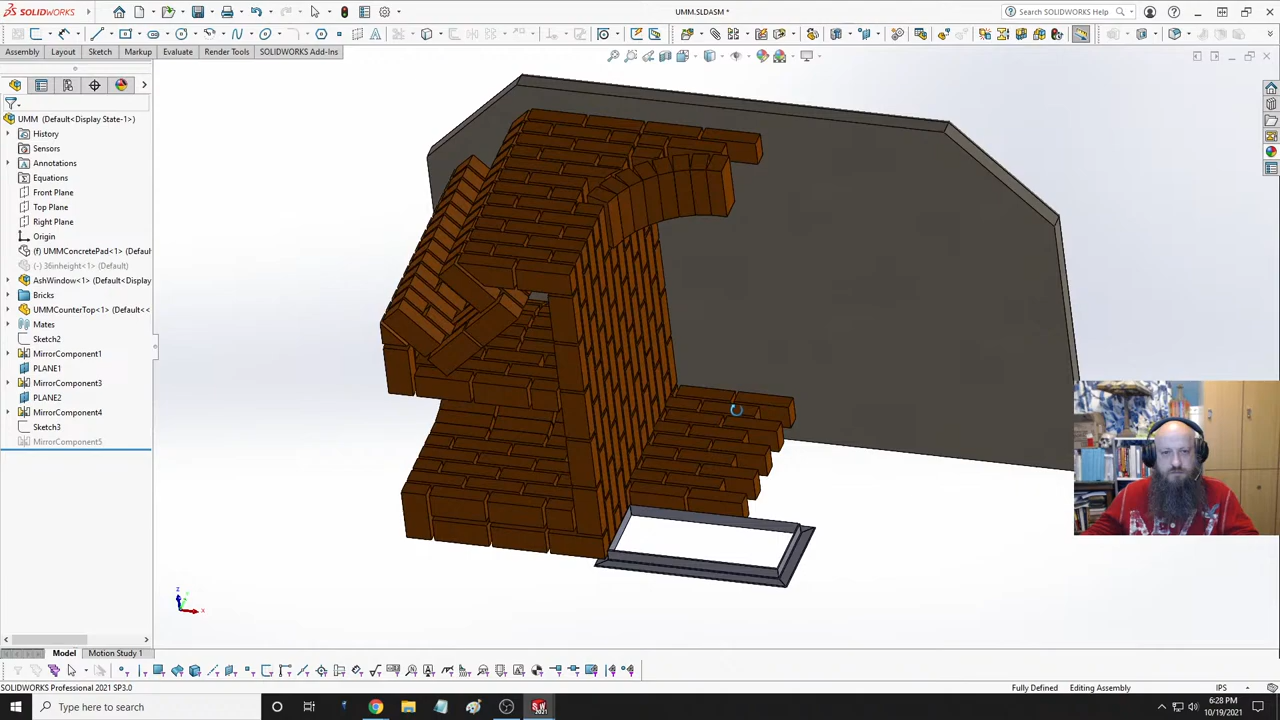 SOLIDWORKS
UMM.SLDASM *
Search SOLIDWORKS Help
Assembly Layout Sketch Markup Evaluate Render Tools SOLIDWORKS Add-Ins
UMM (Default<Display State-1>)
History
Sensors
Annotations
Equations
Front Plane
Top Plane
Right Plane
Origin
(f) UMMConcretePad<1> (Defau
(-) 36inheight<1> (Default)
AshWindow<1> (Default<Display
Bricks
UMMCounterTop<1> (Default<<
Mates
Sketch2
MirrorComponent1
PLANE1
MirrorComponent3
PLANE2
MirrorComponent4
Sketch3
MirrorComponent5
z
x
Model Motion Study 1
SOLIDWORKS Professional 2021 SP3.0
Fully Defined Editing Assembly IPS
Type here to search
6:28 PM
10/19/2021